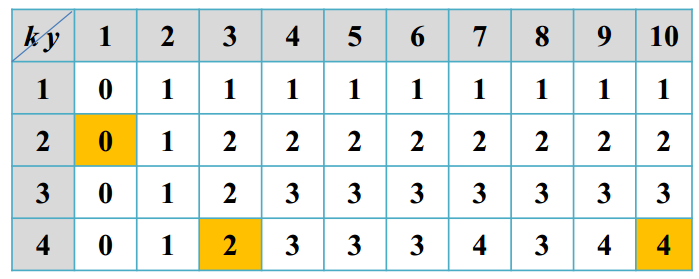 k y 1 2 3 4 5 6 7 8 9 10
1 0 1 1 1 1 1 1 1 1 1
2 0 1 2 2 2 2 2 2 2 2
3 0 1 2 3 3 3 3 3 3 3
4 0 1 2 3 3 3 4 3 4 4